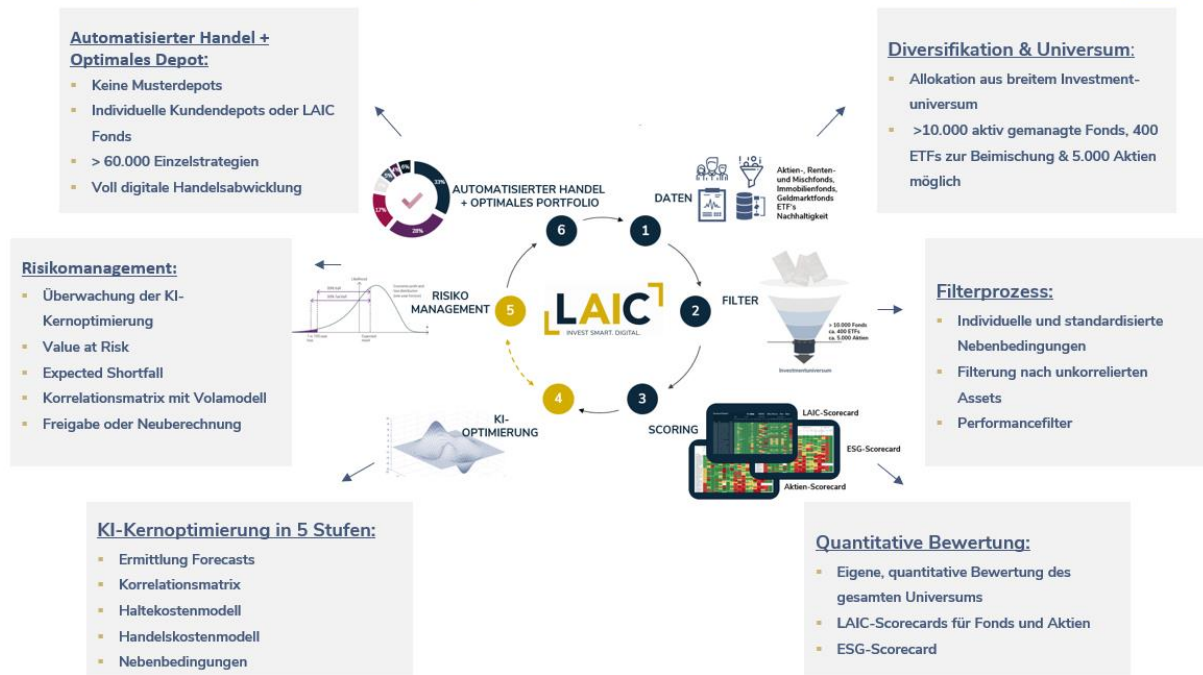 Automatisierter Handel +
Optimales Depot:
Keine Musterdepots
Individuelle Kundendepots oder LAIC
Fonds
> 60.000 Einzelstrategien
Voll digitale Handelsabwicklung
Diversifikation & Universum:
Allokation aus breitem Investment-
universum
>10.000 aktiv gemanagte Fonds, 400
ETFs zur Beimischung & 5.000 Aktien
möglich
33%
28%
17%
AUTOMATISIERTER HANDEL
+ OPTIMALES PORTFOLIO
6
1
DATEN
Aktien-, Renten-
und Mischfonds,
Immobilienfonds,
Geldmarktfonds
ETF's
Nachhaltigkeit
Risikomanagement:
Überwachung der KI-
Kernoptimierung
Value at Risk
Expected Shortfall
Korrelationsmatrix mit Volamodell
Freigabe oder Neuberechnung
RISIKO
MANAGEMENT
5
LAIC
INVEST SMART. DIGITAL.
2
FILTER
> 10.000 Fonds
ca. 400 ETFs
ca. 5.000 Aktien
Investmentuniversum
Filterprozess:
Individuelle und standardisierte
Nebenbedingungen
Filterung nach unkorrelierten
Assets
Performancefilter
4
KI-
OPTIMIERUNG
3
SCORING
LAIC-Scorecard
ESG-Scorecard
Aktien-Scorecard
KI-Kernoptimierung in 5 Stufen:
Ermittlung Forecasts
Korrelationsmatrix
Haltekostenmodell
Handelskostenmodell
Nebenbedingungen
Quantitative Bewertung:
Eigene, quantitative Bewertung des
gesamten Universums
LAIC-Scorecards für Fonds und Aktien
ESG-Scorecard